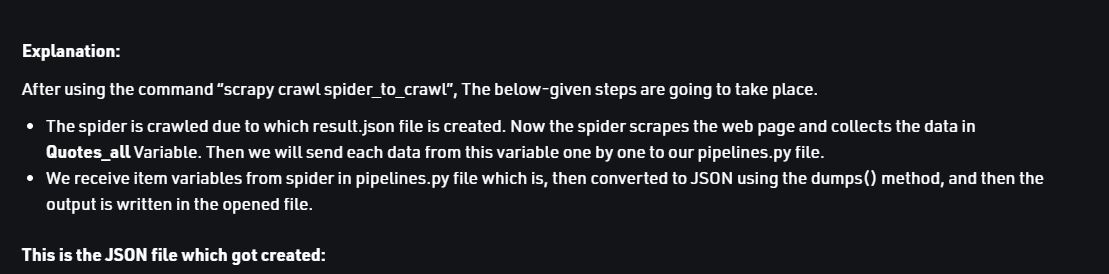 Explanation:
After using the command “scrapy crawl spider_to_crawl”, The below-given steps are going to take place.
• The spider is crawled due to which result.json file is created. Now the spider scrapes the web page and collects the data in
Quotes_all Variable. Then we will send each data from this variable one by one to our pipelines.py file.
• We receive item variables from spider in pipelines.py file which is, then converted to JSON using the dumps() method, and then the
output is written in the opened file.
This is the JSON file which got created: